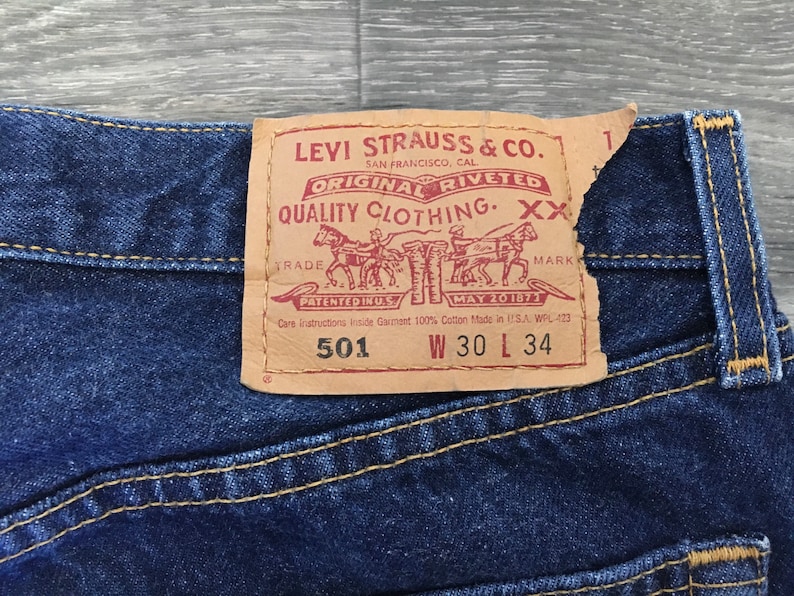 LEVI STRAUSS & CO.
SAN FRANCISCO, CAL.
ORIGINAL RIVETED
QUALITY CLOTHING. XX
TRADE MARK
PATENTED IN U.S. MAY 20 1873
Care Instructions Inside Garment 100% Cotton Made in U.S.A. WPL 423
501 W 30 L 34
®
1